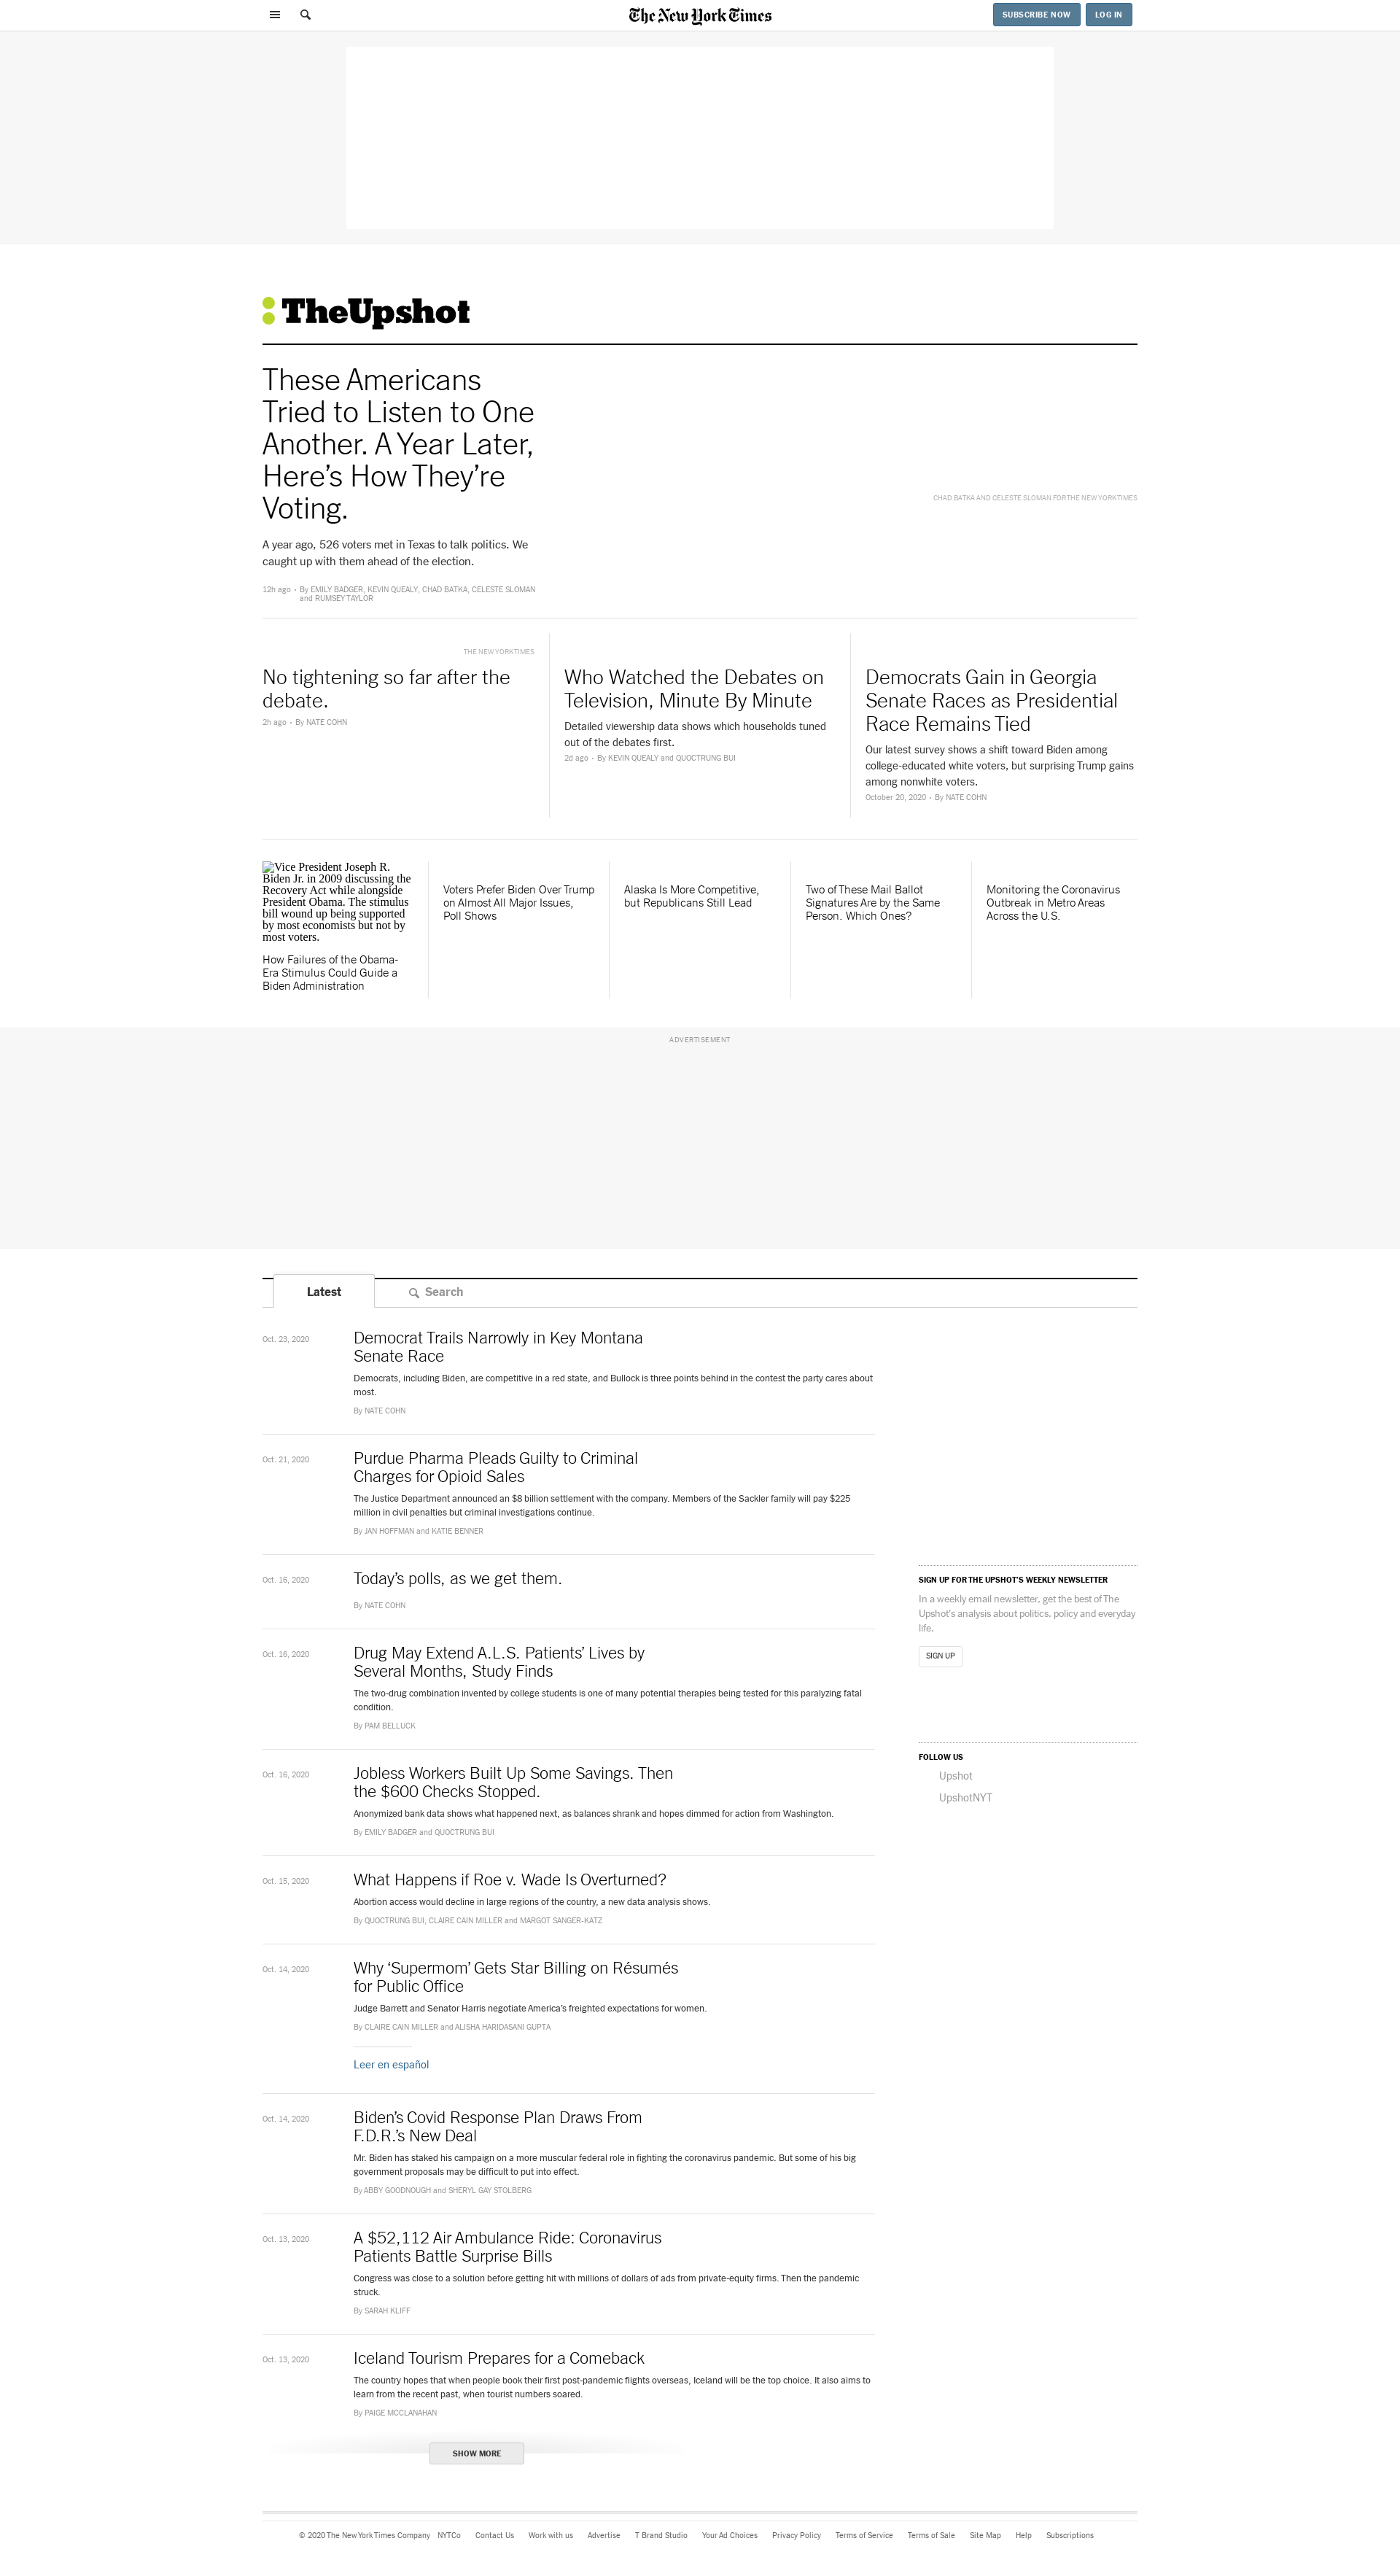 The New York Times
SUBSCRIBE NOW
LOG IN
TheUpshot
These Americans
Tried to Listen to One
Another. A Year Later,
Here’s How They’re
Voting.
A year ago, 526 voters met in Texas to talk politics. We
caught up with them ahead of the election.
12h ago • By EMILY BADGER, KEVIN QUEALY, CHAD BATKA, CELESTE SLOMAN
and RUMSEY TAYLOR
CHAD BATKA AND CELESTE SLOMAN FOR THE NEW YORK TIMES
THE NEW YORK TIMES
No tightening so far after the
debate.
2h ago • By NATE COHN
Who Watched the Debates on
Television, Minute By Minute
Detailed viewership data shows which households tuned
out of the debates first.
2d ago • By KEVIN QUEALY and QUOCTRUNG BUI
Democrats Gain in Georgia
Senate Races as Presidential
Race Remains Tied
Our latest survey shows a shift toward Biden among
college-educated white voters, but surprising Trump gains
among nonwhite voters.
October 20, 2020 • By NATE COHN
Vice President Joseph R.
Biden Jr. in 2009 discussing the
Recovery Act while alongside
President Obama. The stimulus
bill wound up being supported
by most economists but not by
most voters.
How Failures of the Obama-
Era Stimulus Could Guide a
Biden Administration
Voters Prefer Biden Over Trump
on Almost All Major Issues,
Poll Shows
Alaska Is More Competitive,
but Republicans Still Lead
Two of These Mail Ballot
Signatures Are by the Same
Person. Which Ones?
Monitoring the Coronavirus
Outbreak in Metro Areas
Across the U.S.
ADVERTISEMENT
Latest
Search
Oct. 23, 2020
Democrat Trails Narrowly in Key Montana
Senate Race
Democrats, including Biden, are competitive in a red state, and Bullock is three points behind in the contest the party cares about
most.
By NATE COHN
Oct. 21, 2020
Purdue Pharma Pleads Guilty to Criminal
Charges for Opioid Sales
The Justice Department announced an $8 billion settlement with the company. Members of the Sackler family will pay $225
million in civil penalties but criminal investigations continue.
By JAN HOFFMAN and KATIE BENNER
Oct. 16, 2020
Today’s polls, as we get them.
By NATE COHN
Oct. 16, 2020
Drug May Extend A.L.S. Patients’ Lives by
Several Months, Study Finds
The two-drug combination invented by college students is one of many potential therapies being tested for this paralyzing fatal
condition.
By PAM BELLUCK
Oct. 16, 2020
Jobless Workers Built Up Some Savings. Then
the $600 Checks Stopped.
Anonymized bank data shows what happened next, as balances shrank and hopes dimmed for action from Washington.
By EMILY BADGER and QUOCTRUNG BUI
Oct. 15, 2020
What Happens if Roe v. Wade Is Overturned?
Abortion access would decline in large regions of the country, a new data analysis shows.
By QUOCTRUNG BUI, CLAIRE CAIN MILLER and MARGOT SANGER-KATZ
Oct. 14, 2020
Why ‘Supermom’ Gets Star Billing on Résumés
for Public Office
Judge Barrett and Senator Harris negotiate America’s freighted expectations for women.
By CLAIRE CAIN MILLER and ALISHA HARIDASANI GUPTA
Leer en español
Oct. 14, 2020
Biden’s Covid Response Plan Draws From
F.D.R.’s New Deal
Mr. Biden has staked his campaign on a more muscular federal role in fighting the coronavirus pandemic. But some of his big
government proposals may be difficult to put into effect.
By ABBY GOODNOUGH and SHERYL GAY STOLBERG
Oct. 13, 2020
A $52,112 Air Ambulance Ride: Coronavirus
Patients Battle Surprise Bills
Congress was close to a solution before getting hit with millions of dollars of ads from private-equity firms. Then the pandemic
struck.
By SARAH KLIFF
Oct. 13, 2020
Iceland Tourism Prepares for a Comeback
The country hopes that when people book their first post-pandemic flights overseas, Iceland will be the top choice. It also aims to
learn from the recent past, when tourist numbers soared.
By PAIGE MCCLANAHAN
SHOW MORE
SIGN UP FOR THE UPSHOT’S WEEKLY NEWSLETTER
In a weekly email newsletter, get the best of The
Upshot’s analysis about politics, policy and everyday
life.
SIGN UP
FOLLOW US
Upshot
UpshotNYT
© 2020 The New York Times Company NYTCo Contact Us Work with us Advertise T Brand Studio Your Ad Choices Privacy Policy Terms of Service Terms of Sale Site Map Help Subscriptions